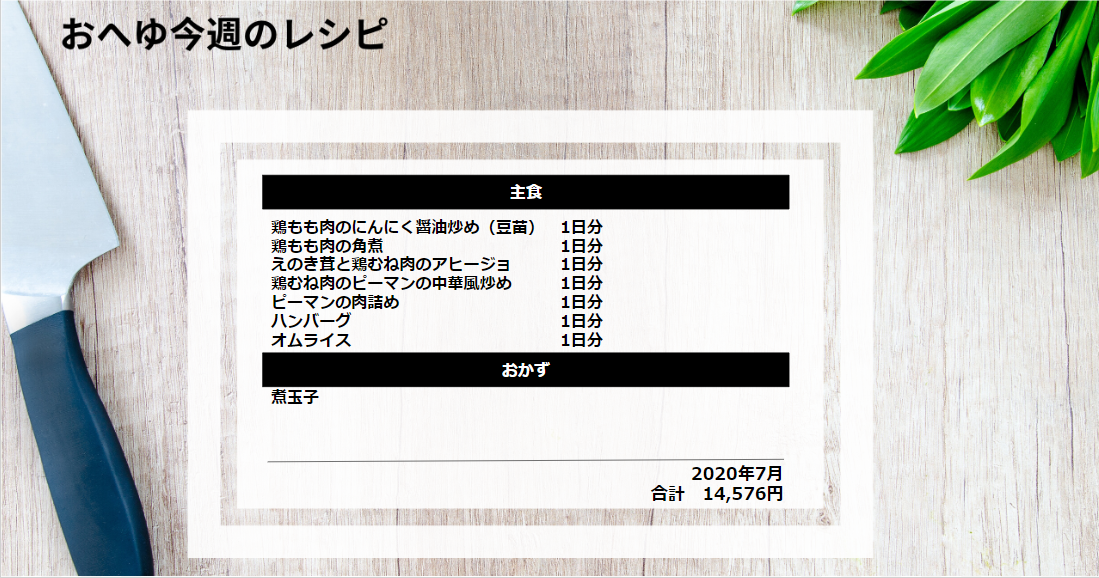 おへゆ今週のレシピ
主食
鶏もも肉のにんにく醤油炒め（豆苗）　1日分
鶏もも肉の角煮　1日分
えのき茸と鶏むね肉のアヒージョ　1日分
鶏むね肉のピーマンの中華風炒め　1日分
ピーマンの肉詰め　1日分
ハンバーグ　1日分
オムライス　1日分
おかず
煮玉子
2020年7月
合計　14,576円